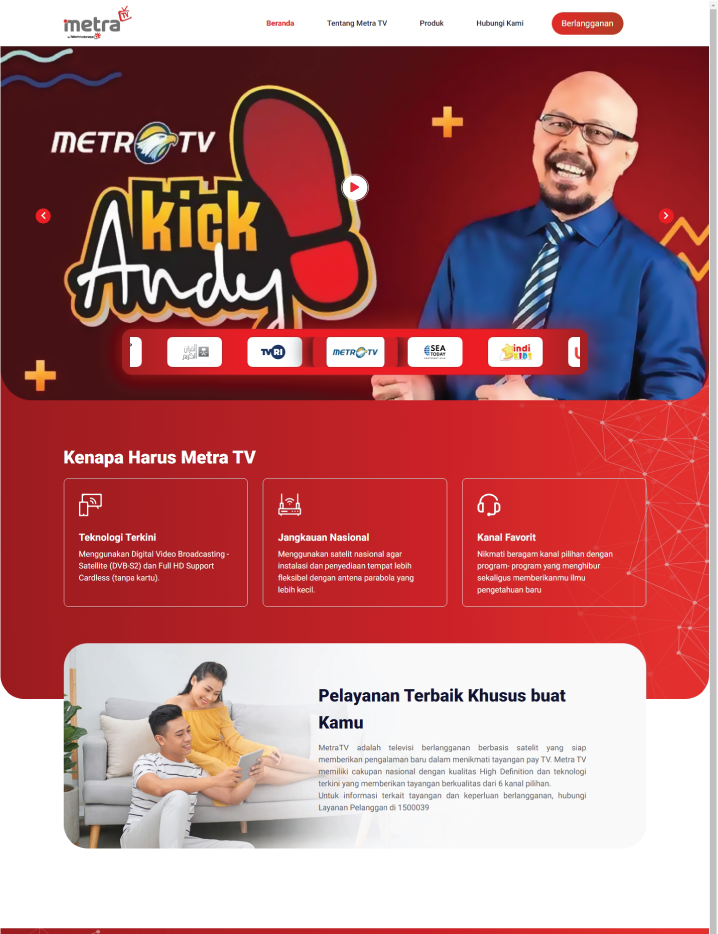 metra TV
Beranda
Tentang Metra TV
Produk
Hubungi Kami
Berlangganan
METRO TV
kick
Andy
TVRI
METRO TV
SEA
TODAY
indi
KIDS
Kenapa Harus Metra TV
Teknologi Terkini
Menggunakan Digital Video Broadcasting -
Satellite (DVB-S2) dan Full HD Support
Cardless (tanpa kartu).
Jangkauan Nasional
Menggunakan satelit nasional agar
instalasi dan penyediaan tempat lebih
fleksibel dengan antena parabola yang
lebih kecil.
Kanal Favorit
Nikmati beragam kanal pilihan dengan
program- program yang menghibur
sekaligus memberikanmu ilmu
pengetahuan baru
Pelayanan Terbaik Khusus buat
Kamu
MetraTV adalah televisi berlangganan berbasis satelit yang siap
memberikan pengalaman baru dalam menikmati tayangan pay TV. Metra TV
memiliki cakupan nasional dengan kualitas High Definition dan teknologi
terkini yang memberikan tayangan berkualitas dari 6 kanal pilihan.
Untuk informasi terkait tayangan dan keperluan berlangganan, hubungi
Layanan Pelanggan di 1500039